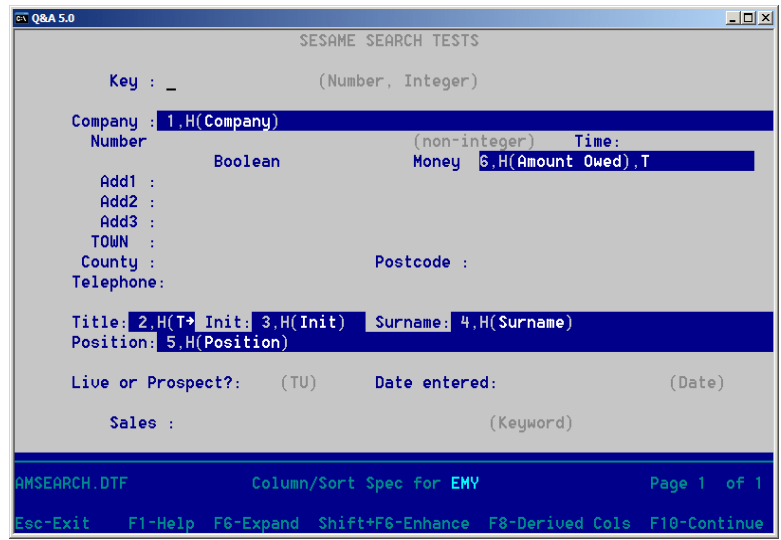 Q&A 5.0
SESAME SEARCH TESTS
Key : _ (Number, Integer)
Company : 1,H(Company)
Number (non-integer) Time:
Boolean Money 6,H(Amount Owed),T
Add1 :
Add2 :
Add3 :
TOWN :
County : Postcode :
Telephone:
Title: 2,H(T→ Init: 3,H(Init) Surname: 4,H(Surname)
Position: 5,H(Position)
Live or Prospect?: (TU) Date entered: (Date)
Sales : (Keyword)
AMSEARCH.DTF Column/Sort Spec for EMY Page 1 of 1
Esc-Exit F1-Help F6-Expand Shift+F6-Enhance F8-Derived Cols F10-Continue